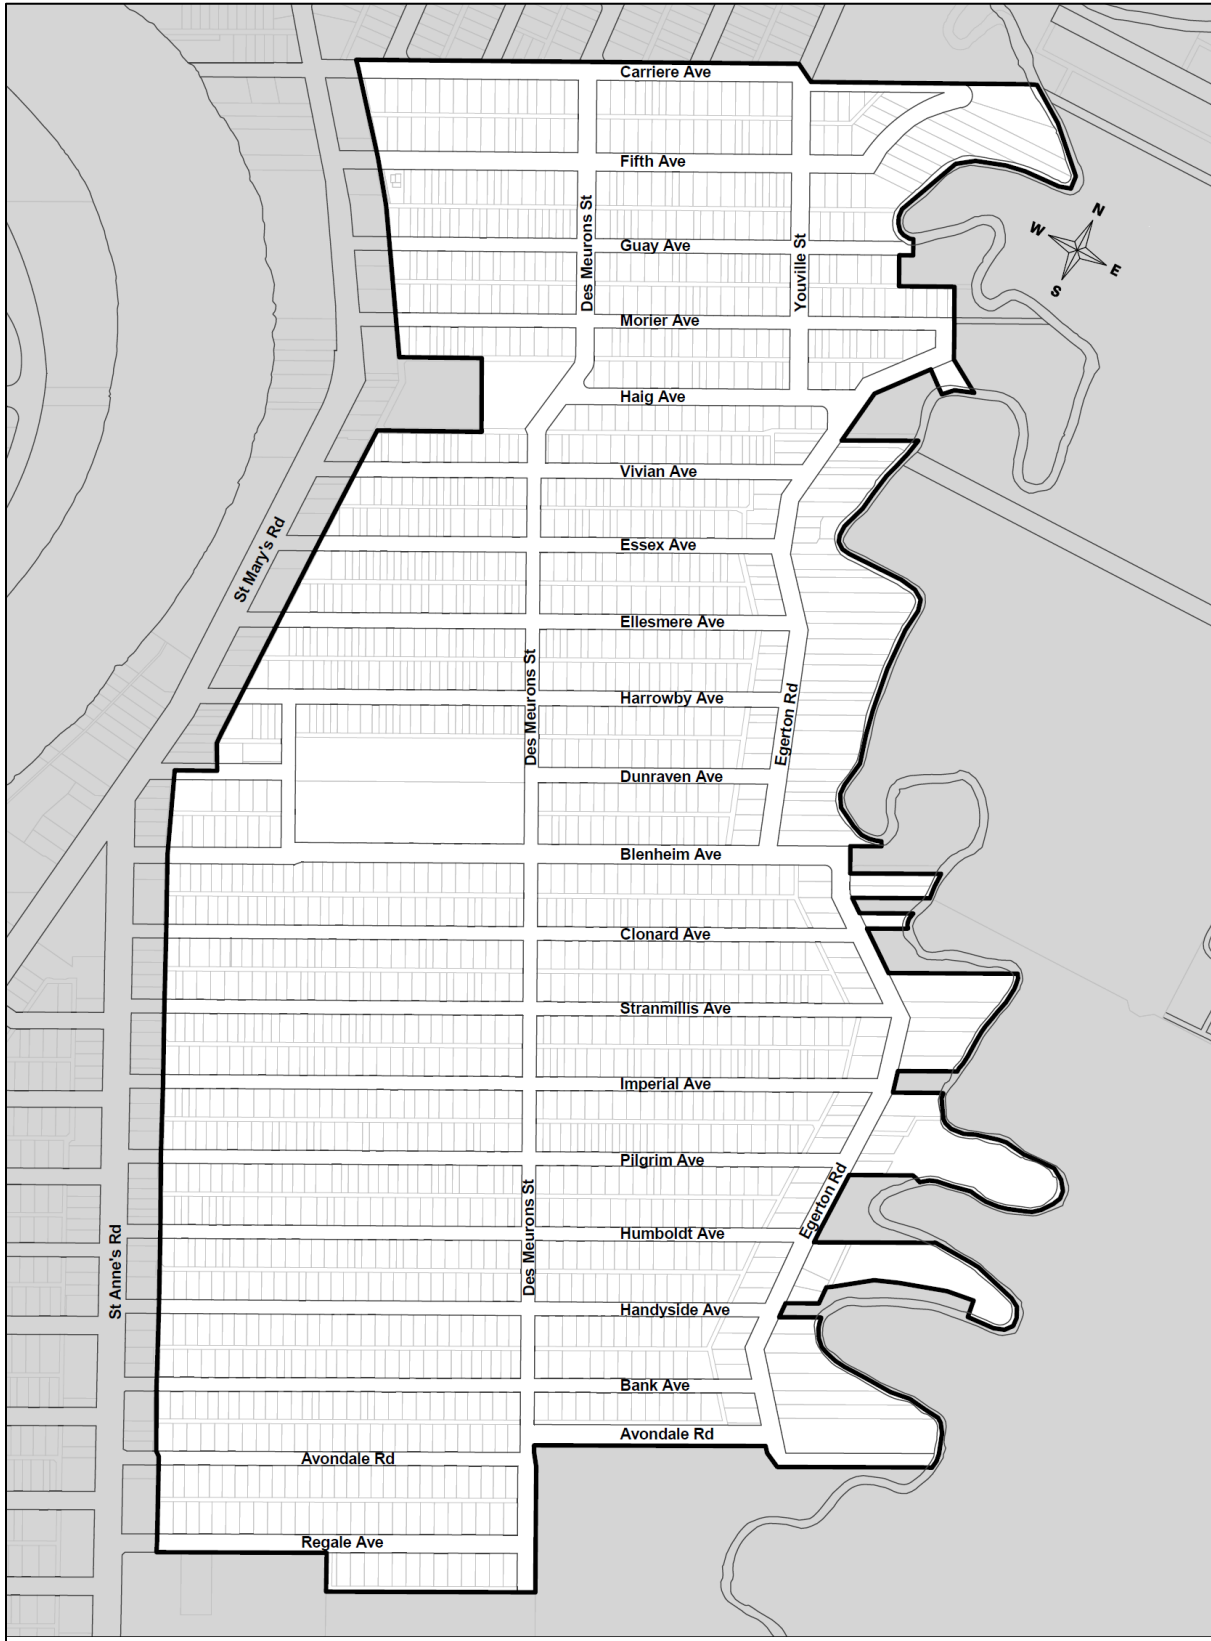 Carriere Ave
Fifth Ave
Des Meurons St
Guay Ave
Youville St
N
W
E
S
Morier Ave
Haig Ave
Vivian Ave
St Mary's Rd
Essex Ave
Ellesmere Ave
Des Meurons St
Harrowby Ave
Egerton Rd
Dunraven Ave
Blenheim Ave
Clonard Ave
Stranmillis Ave
Imperial Ave
Pilgrim Ave
Egerton Rd
Des Meurons St
Humboldt Ave
St Anne's Rd
Handyside Ave
Bank Ave
Avondale Rd
Avondale Rd
Regale Ave